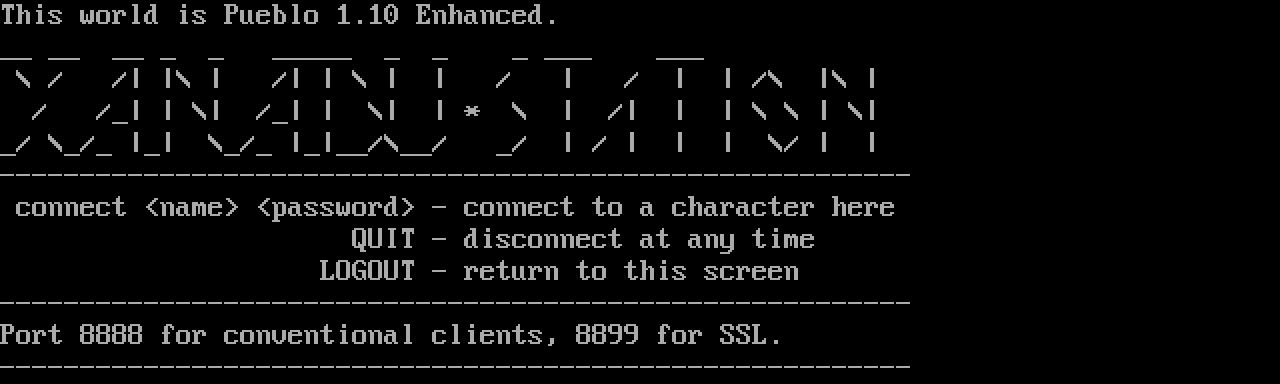 This world is Pueblo 1.10 Enhanced.
XANADU*STATION
connect <name> <password> - connect to a character here
QUIT - disconnect at any time
LOGOUT - return to this screen
Port 8888 for conventional clients, 8899 for SSL.